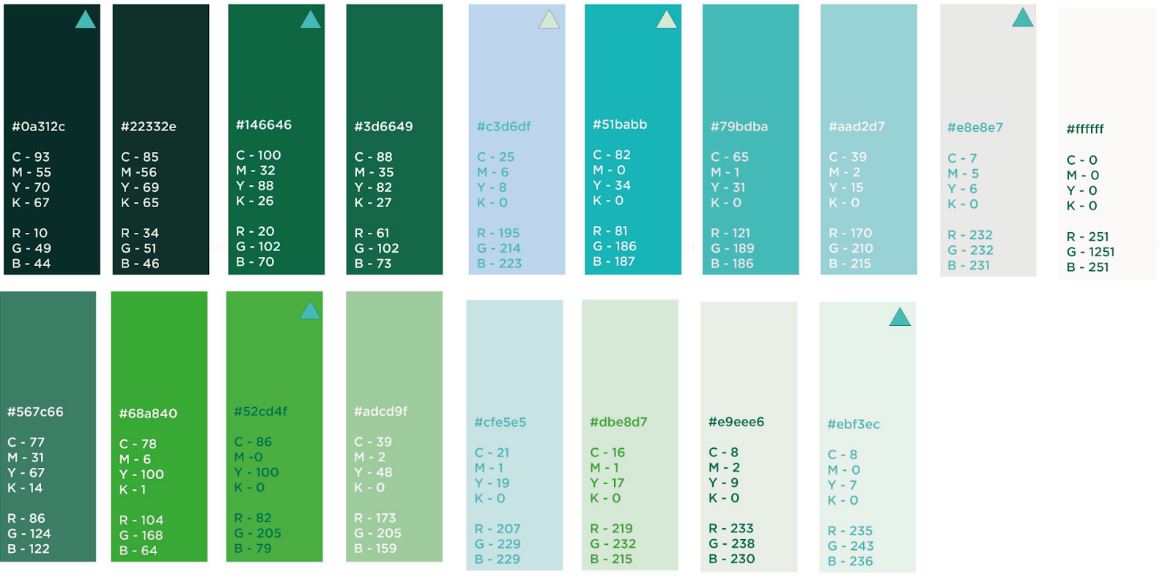 #0a312c
C - 93
M - 55
Y - 70
K - 67
R - 10
G - 49
B - 44
#22332e
C - 85
M -56
Y - 69
K - 65
R - 34
G - 51
B - 46
#146646
C - 100
M - 32
Y - 88
K - 26
R - 20
G - 102
B - 70
#3d6649
C - 88
M - 35
Y - 82
K - 27
R - 61
G - 102
B - 73
#c3d6df
C - 25
M - 6
Y - 8
K - 0
R - 195
G - 214
B - 223
#51babb
C - 82
M - 0
Y - 34
K - 0
R - 81
G - 186
B - 187
#79bdba
C - 65
M - 1
Y - 31
K - 0
R - 121
G - 189
B - 186
#aad2d7
C - 39
M - 2
Y - 15
K - 0
R - 170
G - 210
B - 215
#e8e8e7
C - 7
M - 5
Y - 6
K - 0
R - 232
G - 232
B - 231
#ffffff
C - 0
M - 0
Y - 0
K - 0
R - 251
G - 1251
B - 251
#567c66
C - 77
M - 31
Y - 67
K - 14
R - 86
G - 124
B - 122
#68a840
C - 78
M - 6
Y - 100
K - 1
R - 104
G - 168
B - 64
#52cd4f
C - 86
M -0
Y - 100
K - 0
R - 82
G - 205
B - 79
#adcd9f
C - 39
M - 2
Y - 48
K - 0
R - 173
G - 205
B - 159
#cfe5e5
C - 21
M - 1
Y - 19
K - 0
R - 207
G - 229
B - 229
#dbe8d7
C - 16
M - 1
Y - 17
K - 0
R - 219
G - 232
B - 215
#e9eee6
C - 8
M - 2
Y - 9
K - 0
R - 233
G - 238
B - 230
#ebf3ec
C - 8
M - 0
Y - 7
K - 0
R - 235
G - 243
B - 236